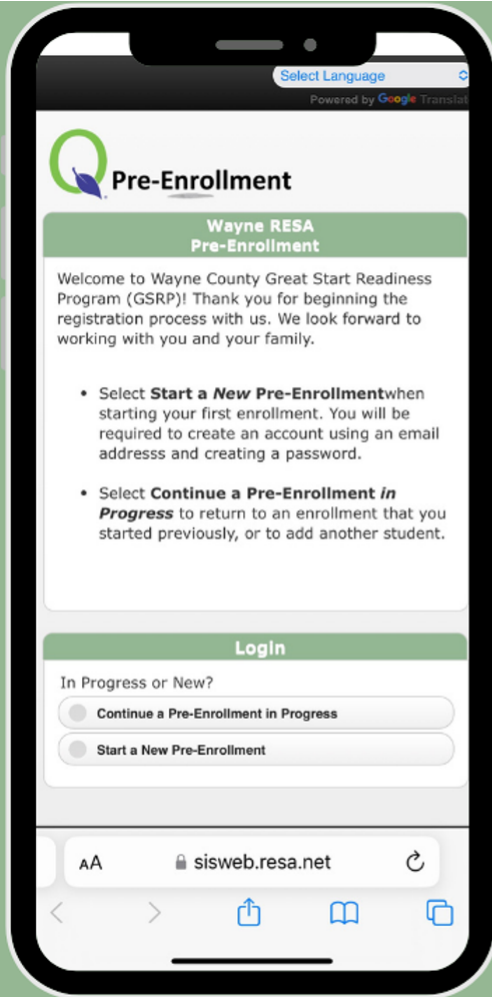 Select Language
Powered by Google Translat
Q Pre-Enrollment
Wayne RESA
Pre-Enrollment
Welcome to Wayne County Great Start Readiness
Program (GSRP)! Thank you for beginning the
registration process with us. We look forward to
working with you and your family.
• Select Start a New Pre-Enrollmentwhen
starting your first enrollment. You will be
required to create an account using an email
addresss and creating a password.
• Select Continue a Pre-Enrollment in
Progress to return to an enrollment that you
started previously, or to add another student.
Login
In Progress or New?
Continue a Pre-Enrollment in Progress
Start a New Pre-Enrollment
AA sisweb.resa.net